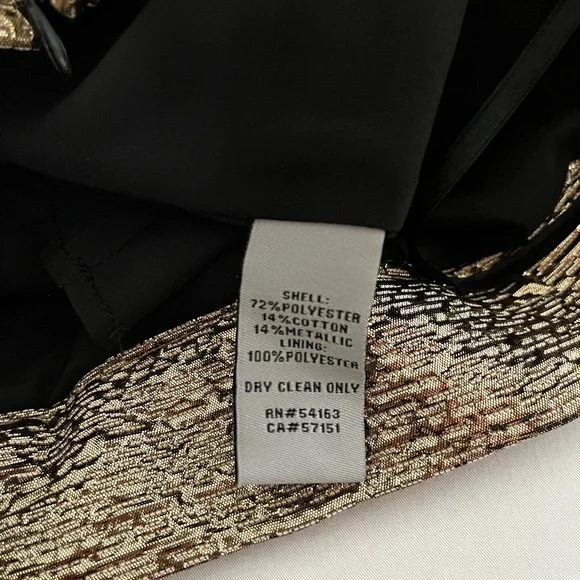 SHELL:
72%POLYESTER
14%COTTON
14%METALLIC
LINING:
100%POLYESTER
DRY CLEAN ONLY
RN#54163
CA#57151